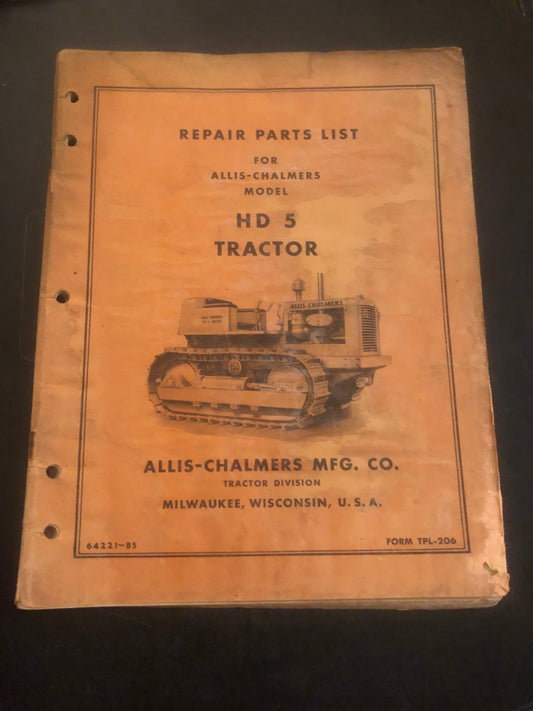 REPAIR PARTS LIST
FOR
ALLIS-CHALMERS
MODEL
HD 5
TRACTOR
ALLIS-CHALMERS
ALLIS-CHALMERS MFG. CO.
TRACTOR DIVISION
MILWAUKEE, WISCONSIN, U. S. A.
64221—85
FORM TPL-206